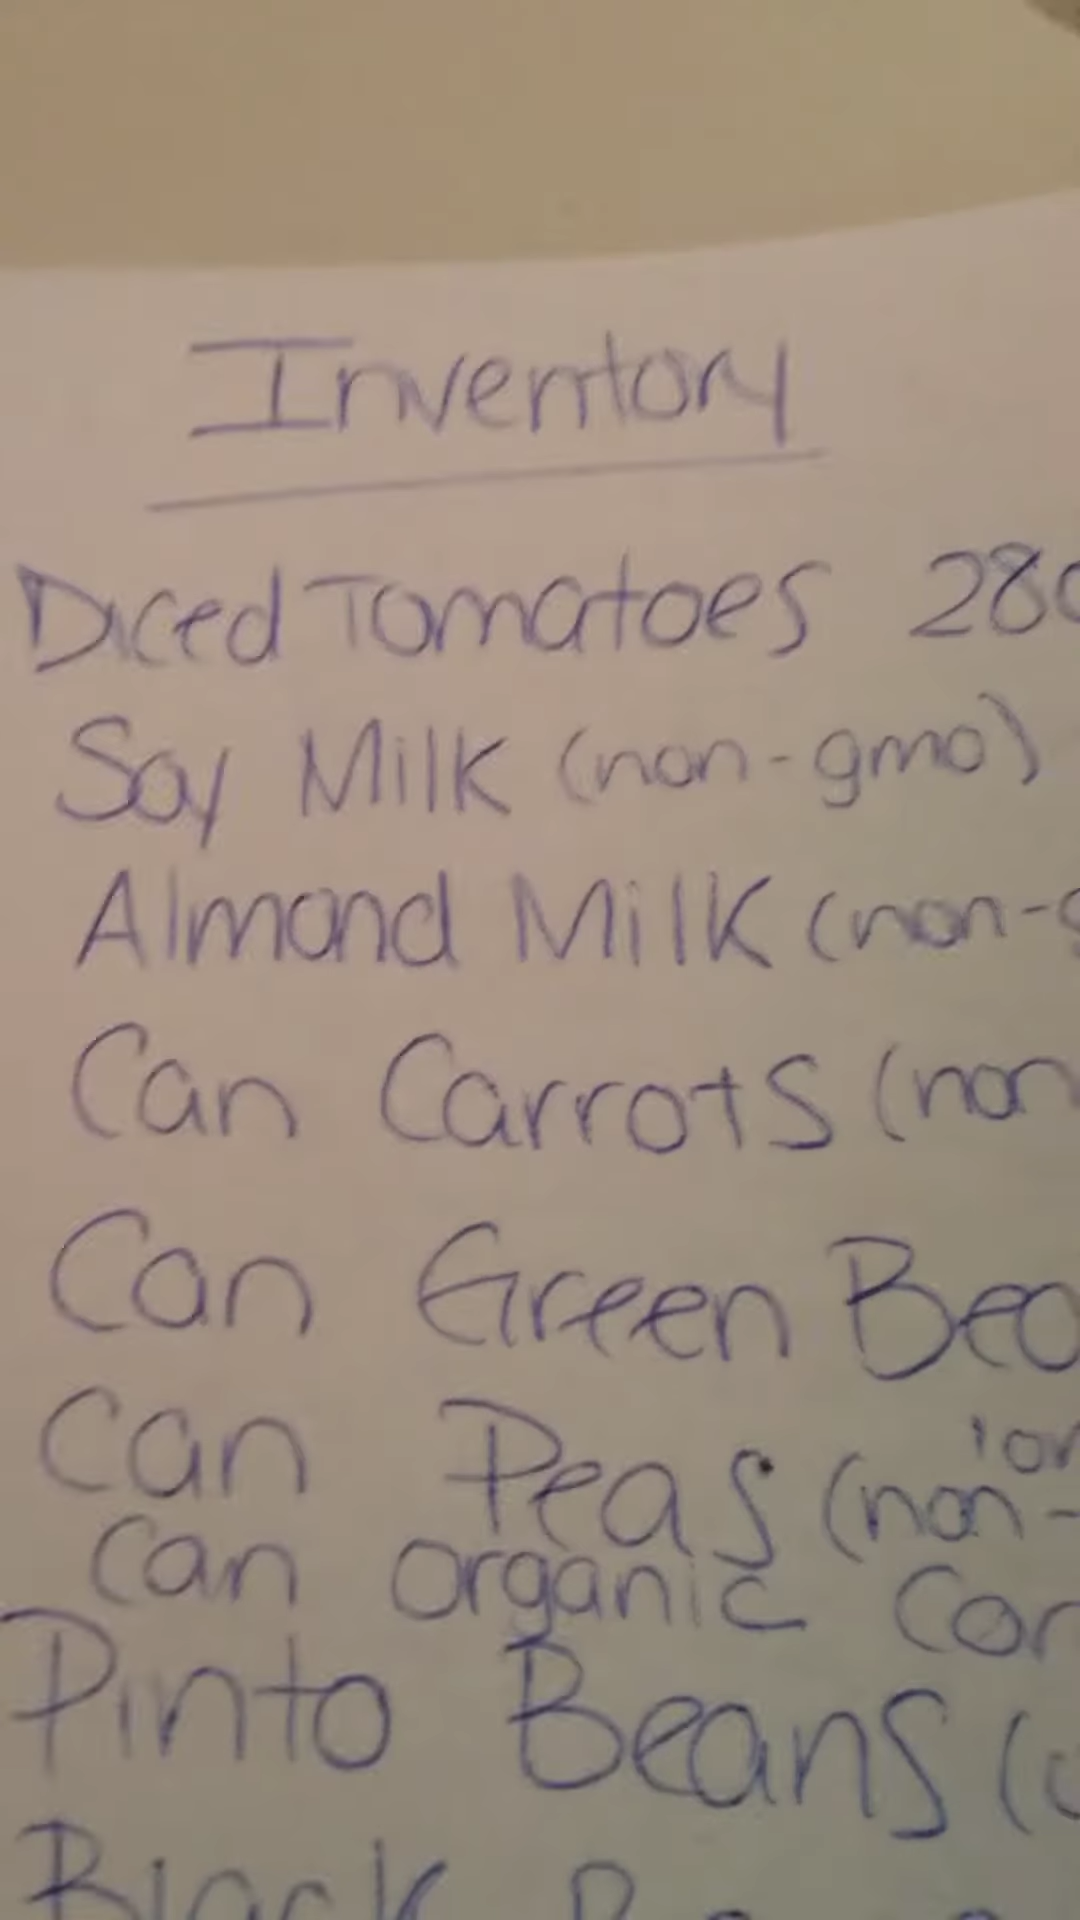 Inventory
Diced Tomatoes 28
Soy Milk (non-gmo)
Almond Milk (non-g
Can Carrots (non
Can Green Bea
Can Peas (non-
Can organic Cor
Pinto Beans (
Black